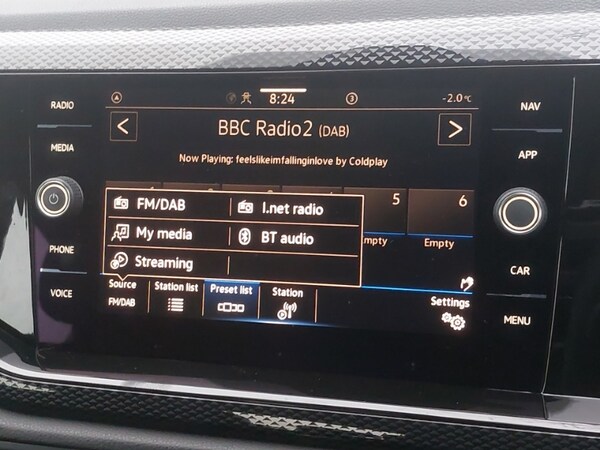 RADIO
MEDIA
PHONE
VOICE
8:24
3
-2.0°C
< BBC Radio2 (DAB) >
Now Playing: feelslikeimfallinginlove by Coldplay
5
6
mpty
Empty
FM/DAB
I.net radio
My media
BT audio
Streaming
Source
FM/DAB
Station list
Preset list
Station
Settings
NAV
APP
CAR
MENU